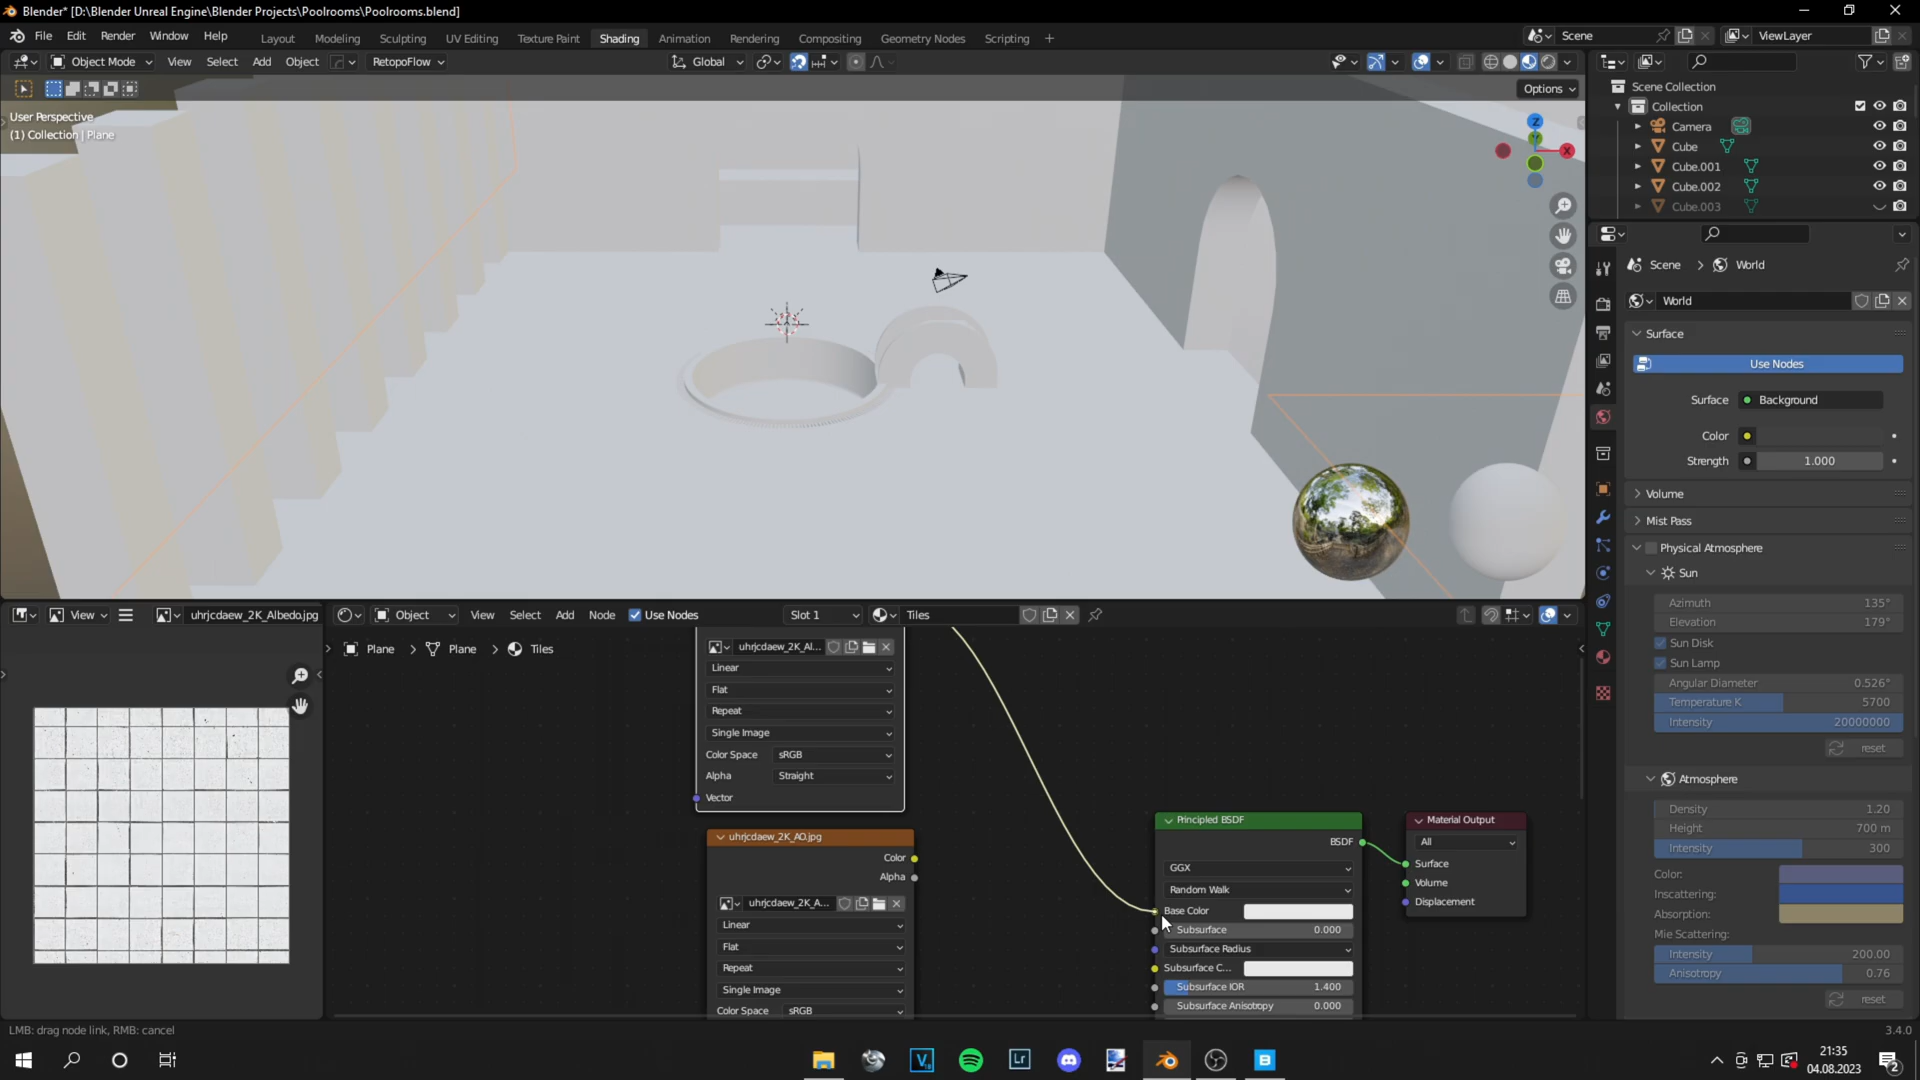 Blender* [D:\Blender Unreal Engine\Blender Projects\Poolrooms\Poolrooms.blend]
File Edit Render Window Help Layout Modeling Sculpting UV Editing Texture Paint Shading Animation Rendering Compositing Geometry Nodes Scripting Scene ViewLayer
Object Mode View Select Add Object RetopoFlow Global
Options
User Perspective
(1) Collection | Plane
Z
X
Scene Collection
Collection
Camera
Cube
Cube.001
Cube.002
Cube.003
Scene World
World
Surface
Use Nodes
Surface Background
Color
Strength 1.000
Volume
Mist Pass
Physical Atmosphere
Sun
Azimuth 135°
Elevation 179°
Sun Disk
Sun Lamp
Angular Diameter 0.526°
Temperature K 5700
Intensity 20000000
reset
Atmosphere
Density 1.20
Height 700 m
Intensity 300
Color:
Inscattering:
Absorption:
Mie Scattering:
Intensity 200.00
Anisotropy 0.76
reset
View uhrjcdaew_2K_Albedo.jpg
Object View Select Add Node Use Nodes Slot 1 Tiles
Plane Plane Tiles
uhrjcdaew_2K_Al...
Linear
Flat
Repeat
Single Image
Color Space sRGB
Alpha Straight
Vector
uhrjcdaew_2K_AO.jpg
Color
Alpha
uhrjcdaew_2K_A...
Linear
Flat
Repeat
Single Image
Color Space sRGB
Principled BSDF
BSDF
GGX
Random Walk
Base Color
Subsurface 0.000
Subsurface Radius
Subsurface C...
Subsurface IOR 1.400
Subsurface Anisotropy 0.000
Material Output
All
Surface
Volume
Displacement
LMB: drag node link, RMB: cancel
3.4.0
Lr
B
21:35
04.08.2023
2